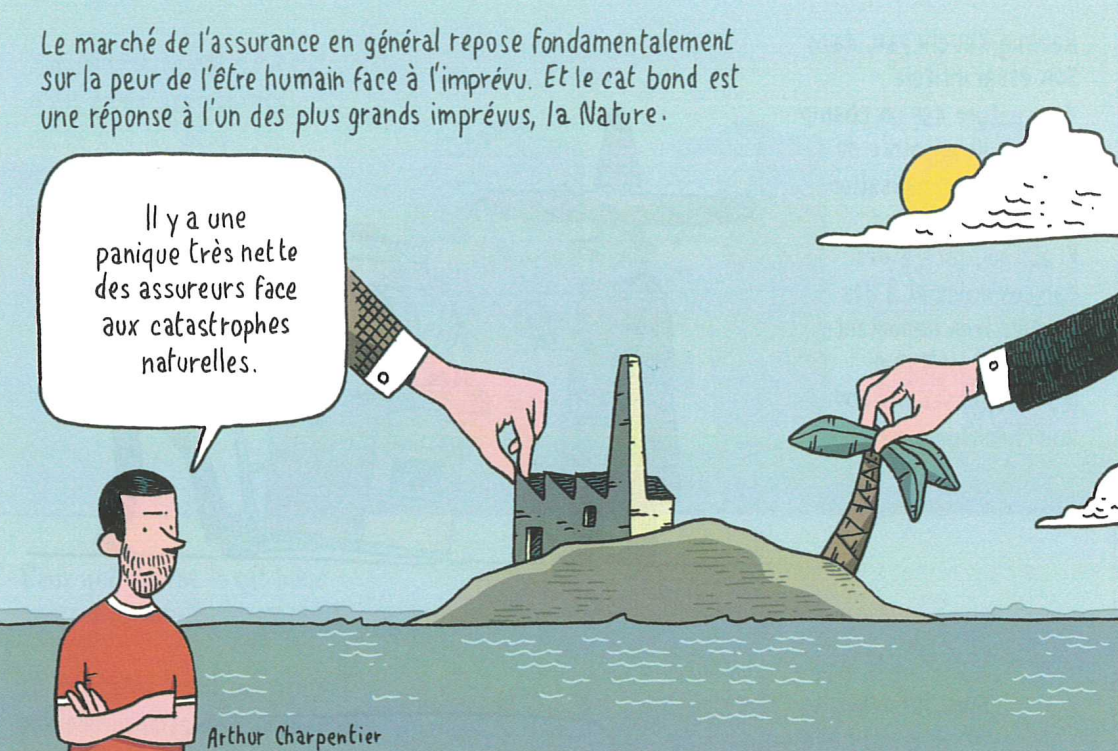 Le marché de l'assurance en général repose fondamentalement
sur la peur de l'être humain face à l'imprévu. Et le cat bond est
une réponse à l'un des plus grands imprévus, la Nature.
Il y a une
panique très nette
des assureurs face
aux catastrophes
naturelles.
Arthur Charpentier